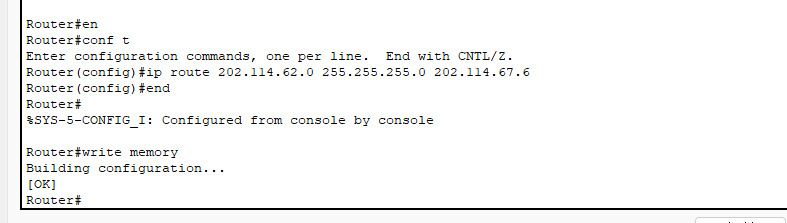 Router#en
Router#conf t
Enter configuration commands, one per line.  End with CNTL/Z.
Router(config)#ip route 202.114.62.0 255.255.255.0 202.114.67.6
Router(config)#end
Router#
%SYS-5-CONFIG_I: Configured from console by console
Router#write memory
Building configuration...
[OK]
Router#